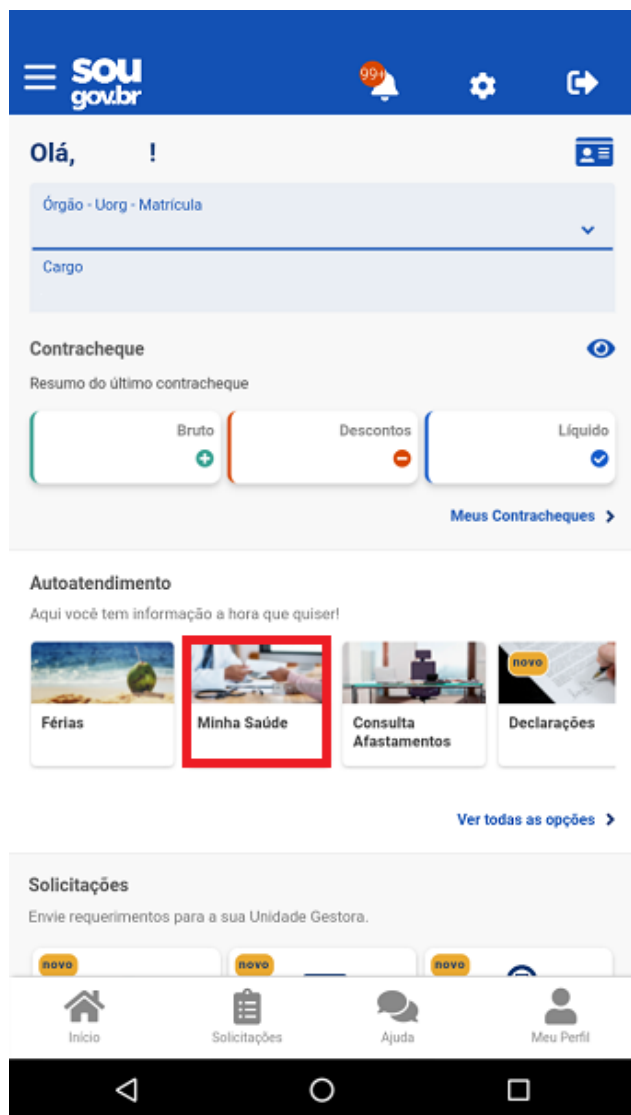 sou
gov.br
99+
Olá, !
Órgão - Uorg - Matrícula
Cargo
Contracheque
Resumo do último contracheque
Bruto
Descontos
Líquido
Meus Contracheques
Autoatendimento
Aqui você tem informação a hora que quiser!
novo
Férias
Minha Saúde
Consulta
Afastamentos
Declarações
Ver todas as opções
Solicitações
Envie requerimentos para a sua Unidade Gestora.
novo
novo
novo
Início
Solicitações
Ajuda
Meu Perfil